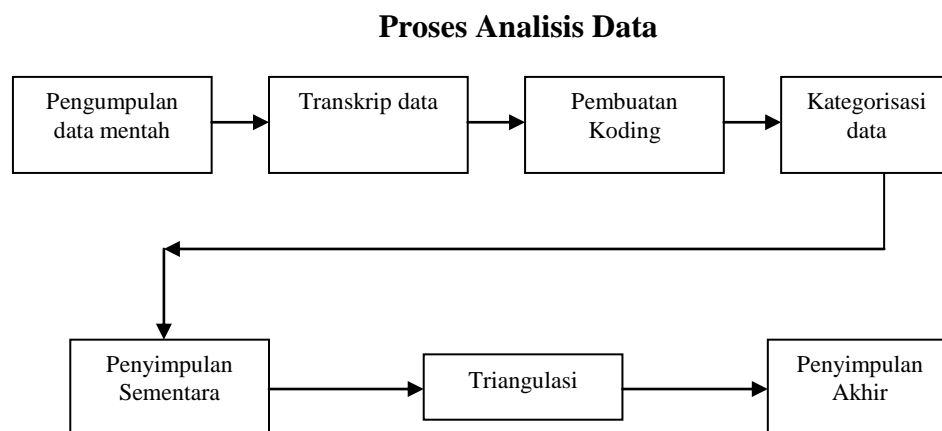 Proses Analisis Data
Pengumpulan
data mentah
Transkrip data
Pembuatan
Koding
Kategorisasi
data
Penyimpulan
Sementara
Triangulasi
Penyimpulan
Akhir